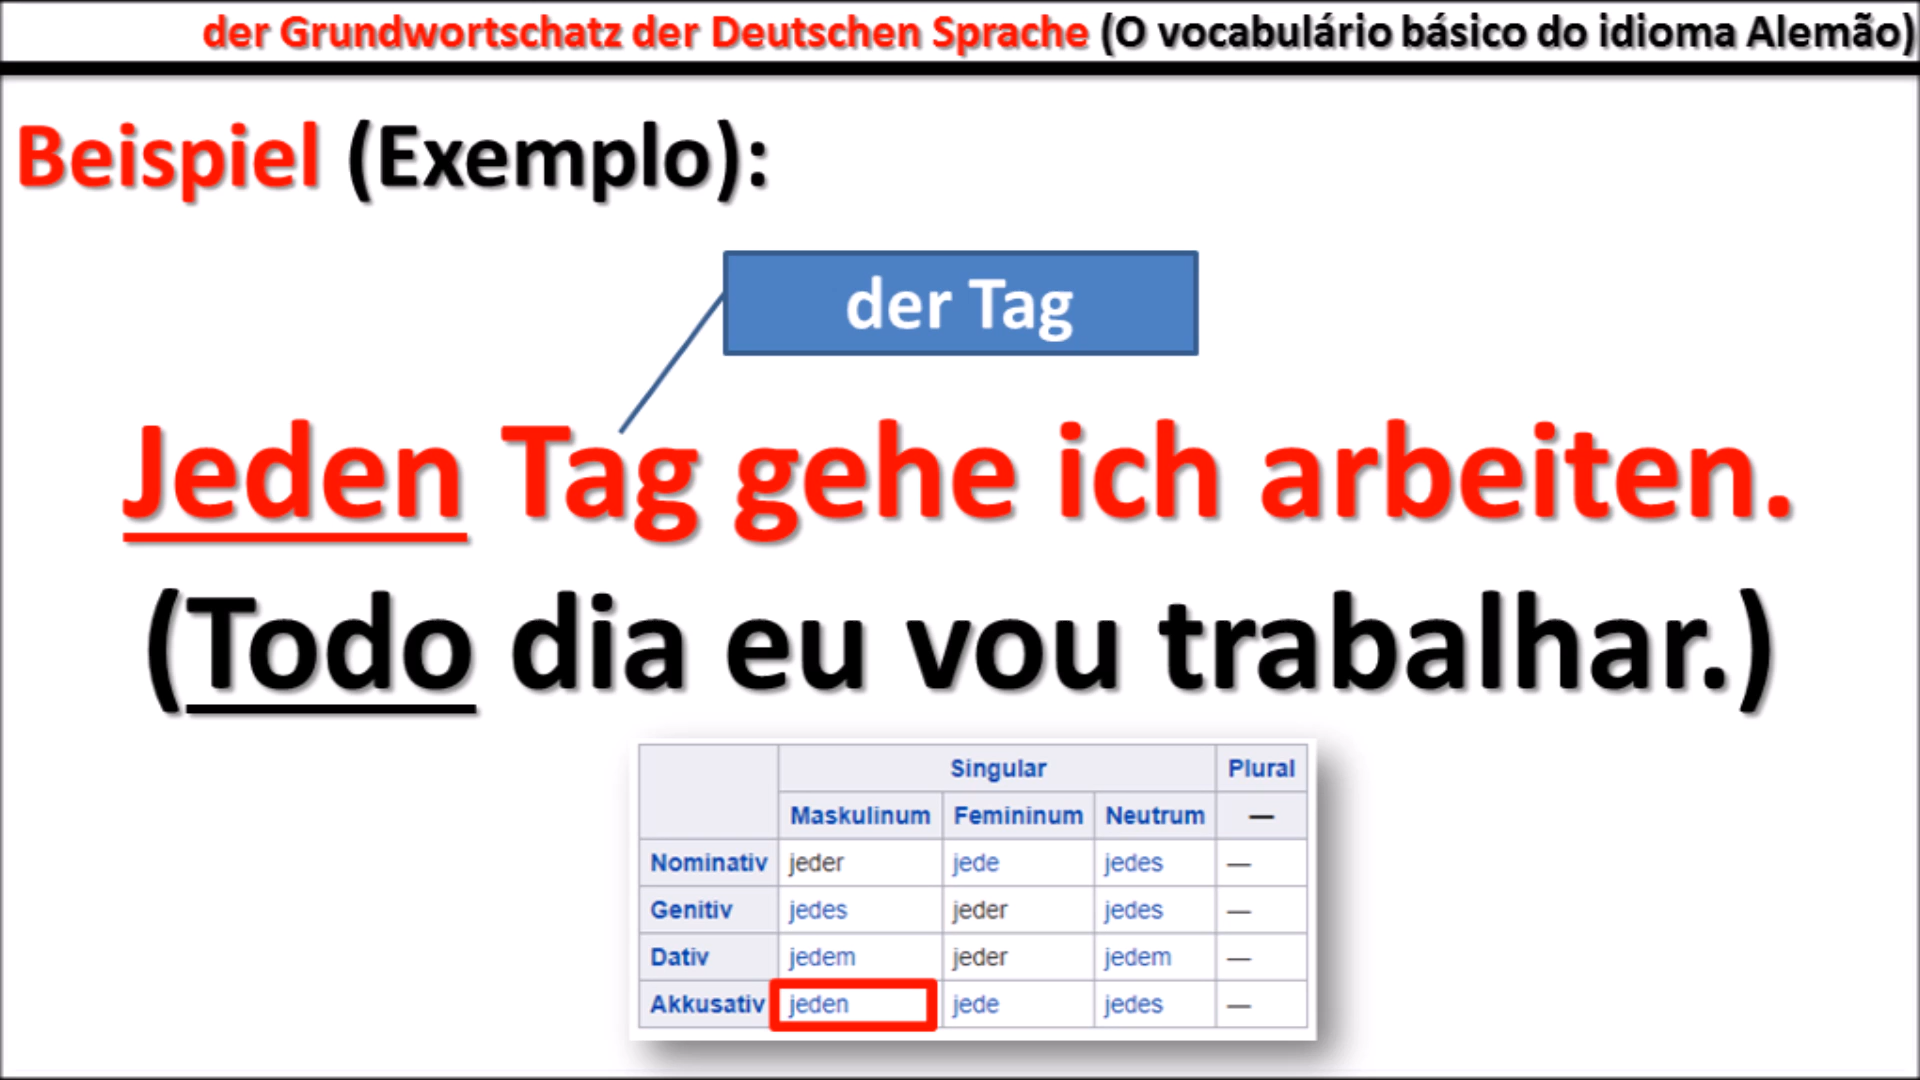 der Grundwortschatz der Deutschen Sprache (O vocabulário básico do idioma Alemão)
Beispiel (Exemplo):
der Tag
Jeden Tag gehe ich arbeiten.
(Todo dia eu vou trabalhar.)
Singular Plural
Maskulinum Femininum Neutrum —
Nominativ jeder jede jedes —
Genitiv jedes jeder jedes —
Dativ jedem jeder jedem —
Akkusativ jeden jede jedes —